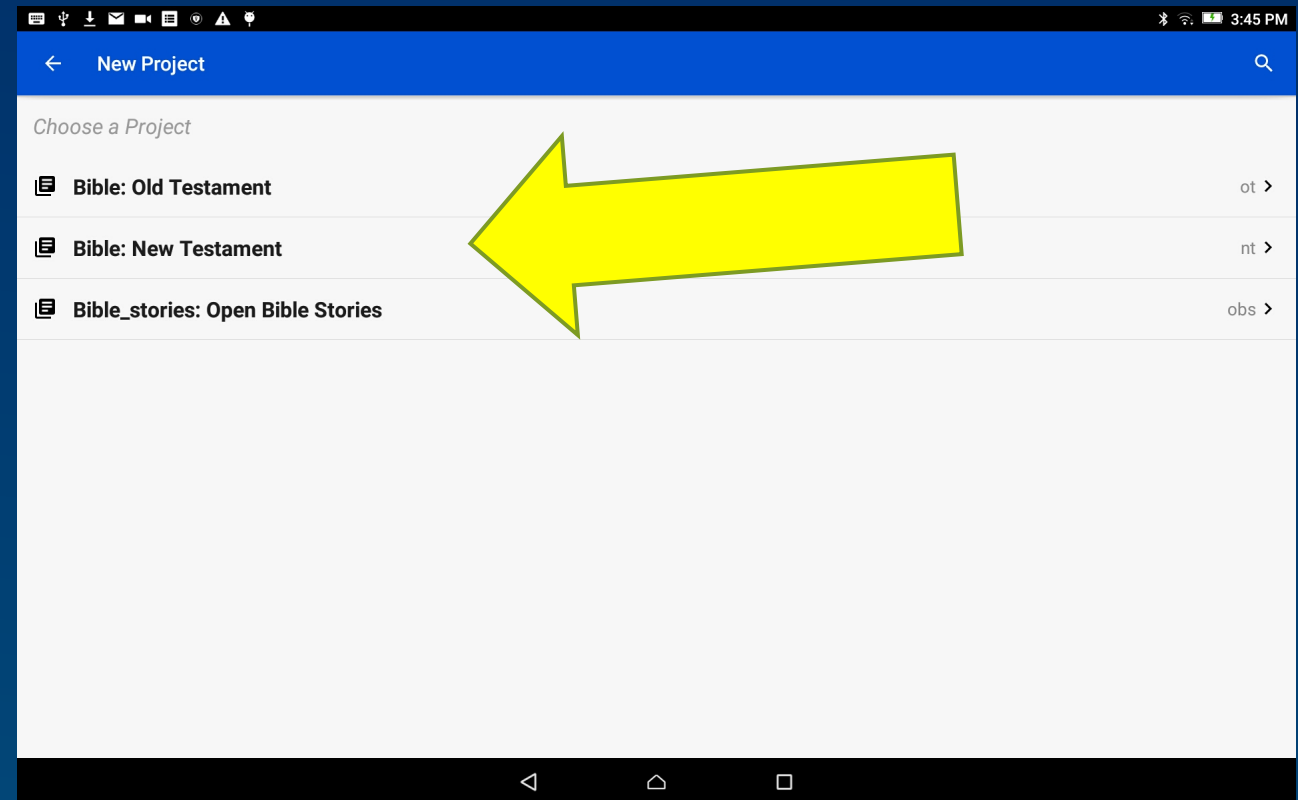 3:45 PM
New Project
Choose a Project
Bible: Old Testament ot
Bible: New Testament nt
Bible_stories: Open Bible Stories obs